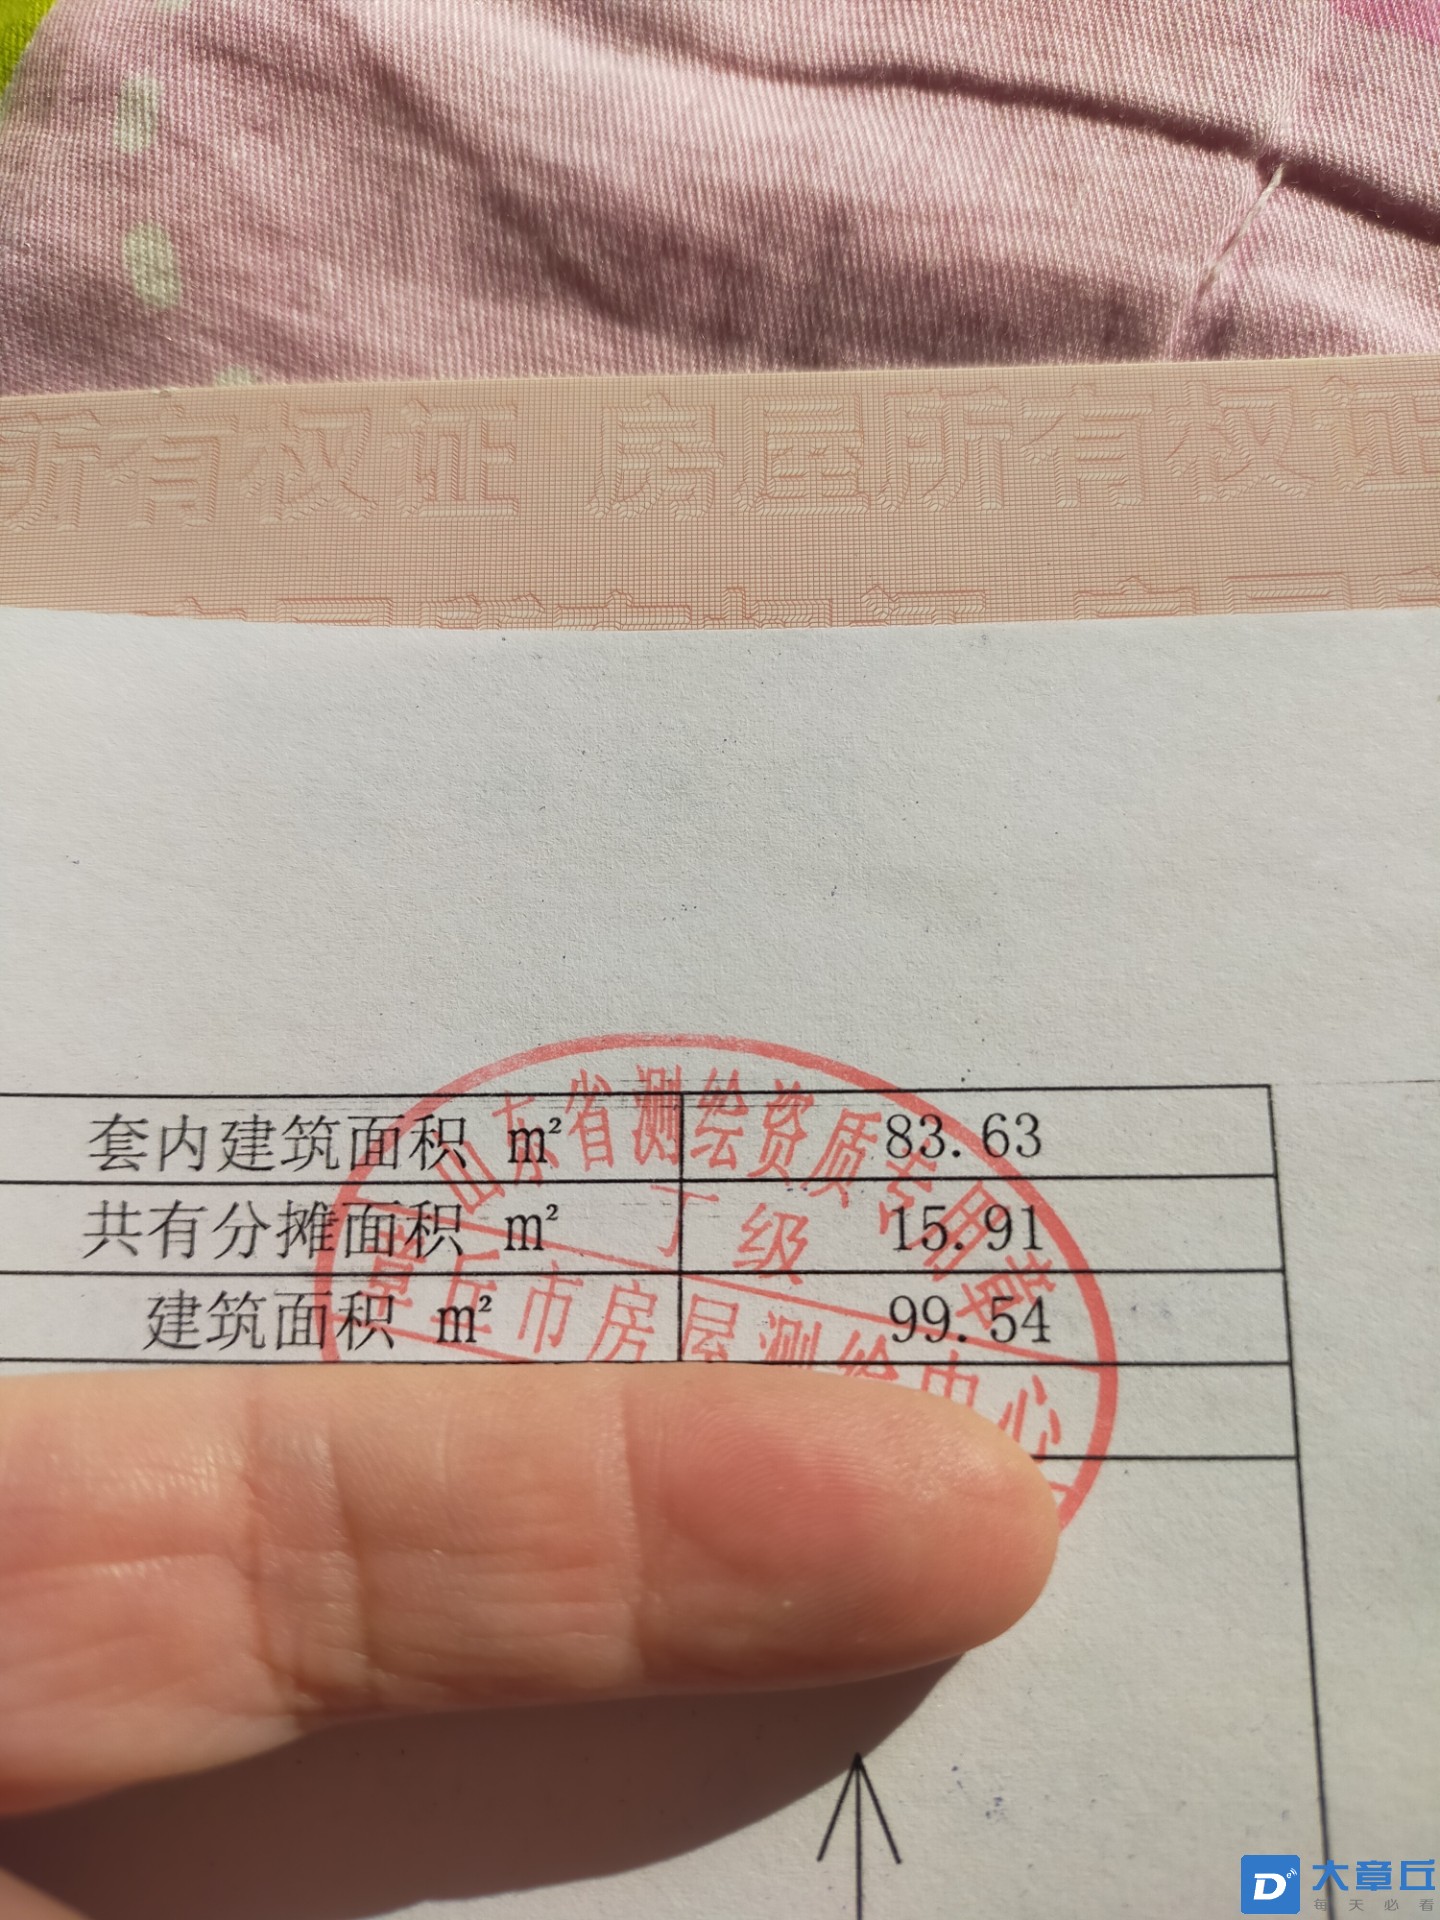 所有权证 房屋所有权证
套内建筑面积 m² 83.63
共有分摊面积 m² 15.91
建筑面积 m² 99.54
山东省测绘资质专用章
丁级
章丘市房屋测绘中心
大章丘
每天必看